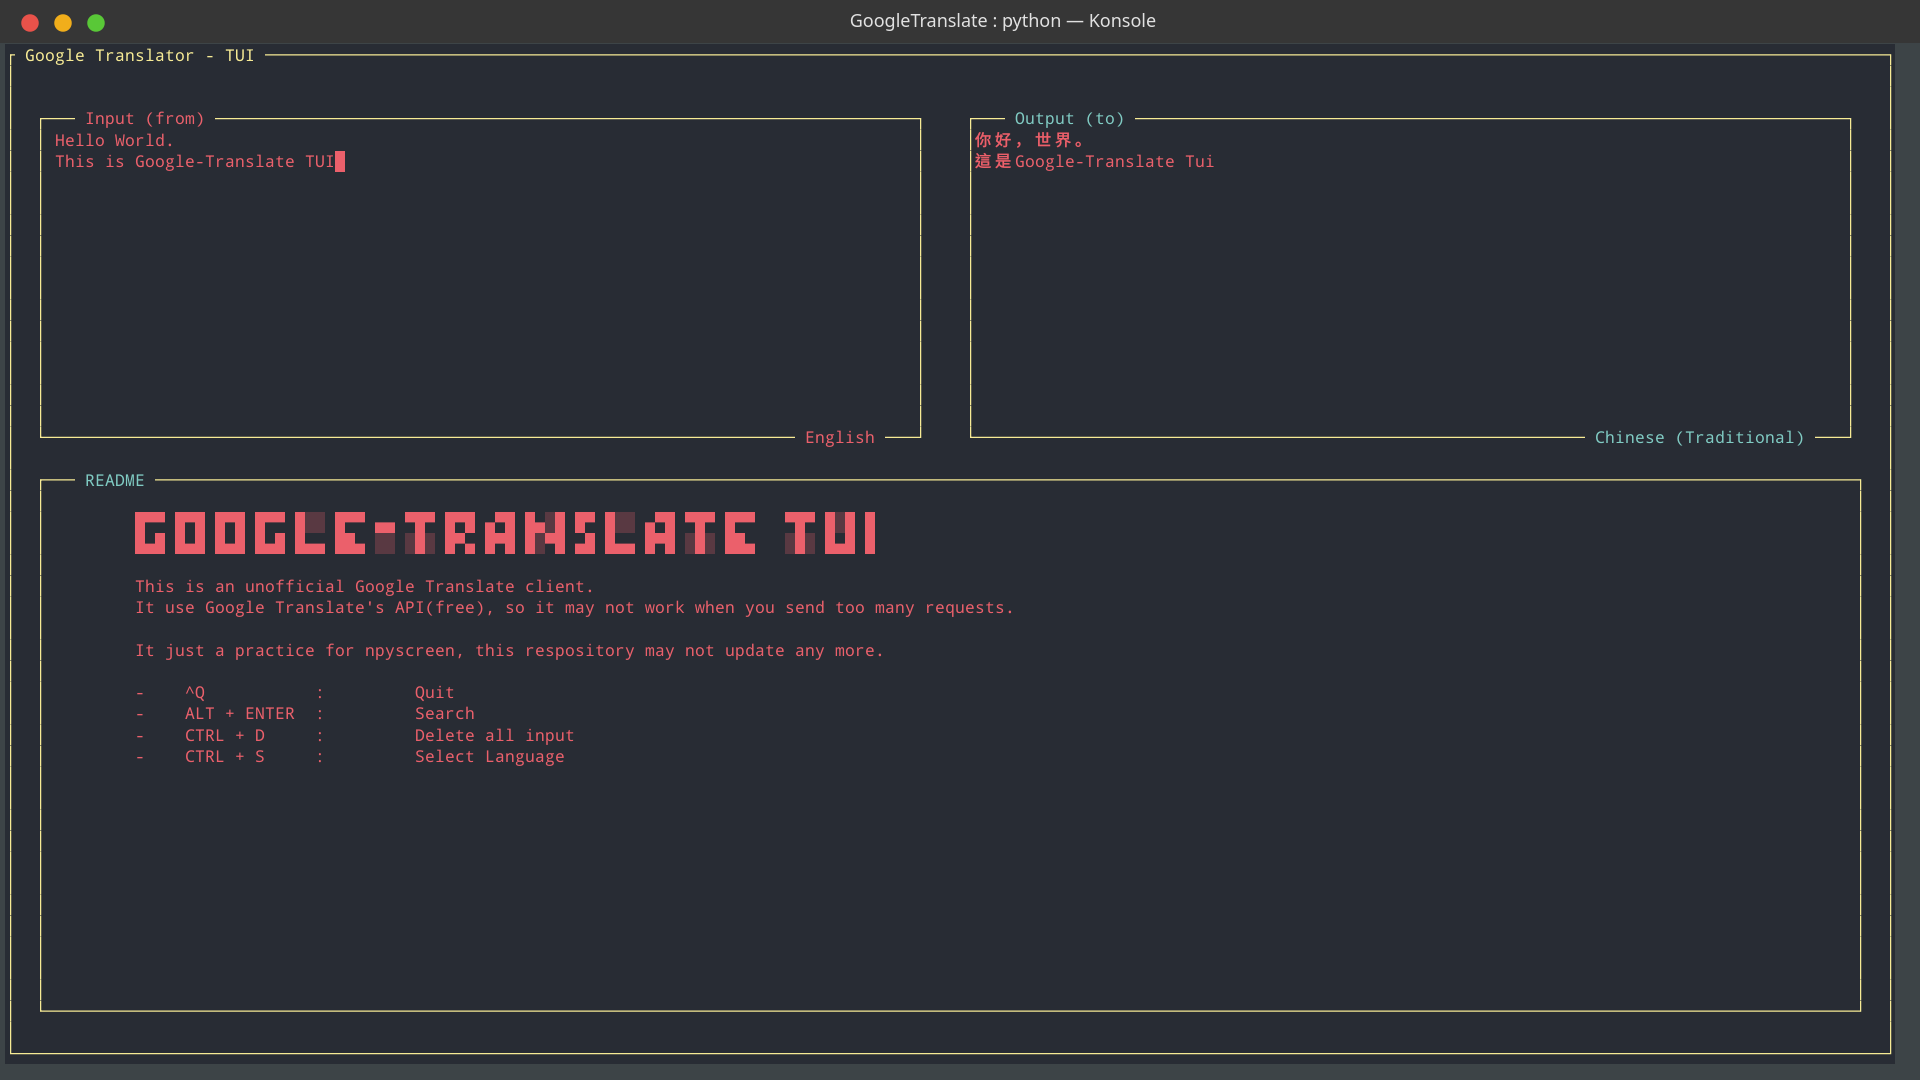 GoogleTranslate : python — Konsole
Google Translator - TUI
Input (from)
Hello World.
This is Google-Translate TUI
English
Output (to)
你好，世界。
這是Google-Translate Tui
Chinese (Traditional)
README
GOOGLE-TRANSLATE TUI
This is an unofficial Google Translate client.
It use Google Translate's API(free), so it may not work when you send too many requests.
It just a practice for npyscreen, this respository may not update any more.
- ^Q : Quit
- ALT + ENTER : Search
- CTRL + D : Delete all input
- CTRL + S : Select Language